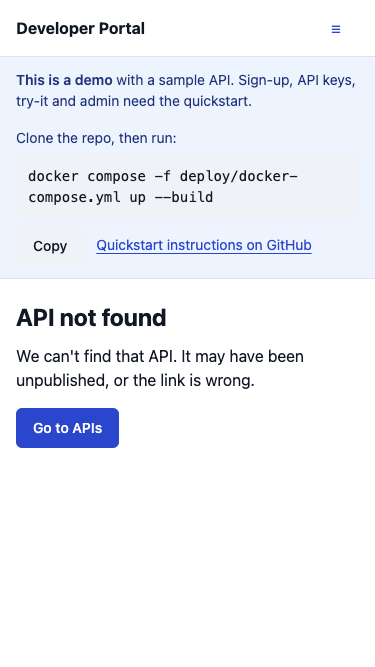 Developer Portal
≡
This is a demo with a sample API. Sign-up, API keys,
try-it and admin need the quickstart.
Clone the repo, then run:
docker compose -f deploy/docker-
compose.yml up --build
Copy
Quickstart instructions on GitHub
API not found
We can't find that API. It may have been
unpublished, or the link is wrong.
Go to APIs